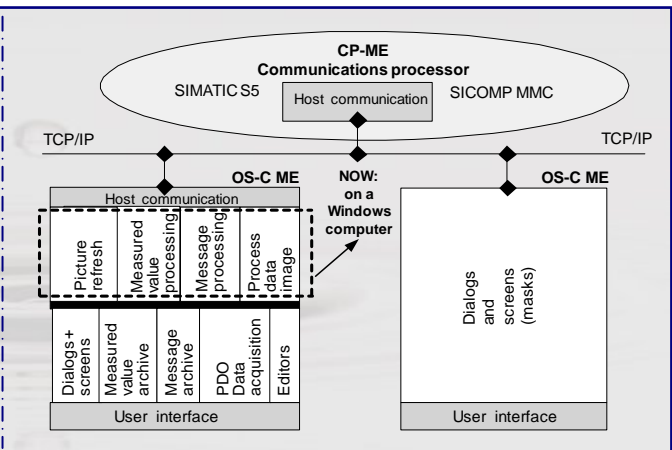 CP-ME
Communications processor
SIMATIC S5
SICOMP MMC
Host communication
TCP/IP
TCP/IP
OS-C ME
NOW:
on a
Windows
computer
OS-C ME
Host communication
Picture
refresh
Measured
value
processing
Message
processing
Process
data
image
Dialogs
and
screens
(masks)
Dialogs+
screens
Measured
value
archive
Message
archive
PDO
Data
acquisition
Editors
User interface
User interface